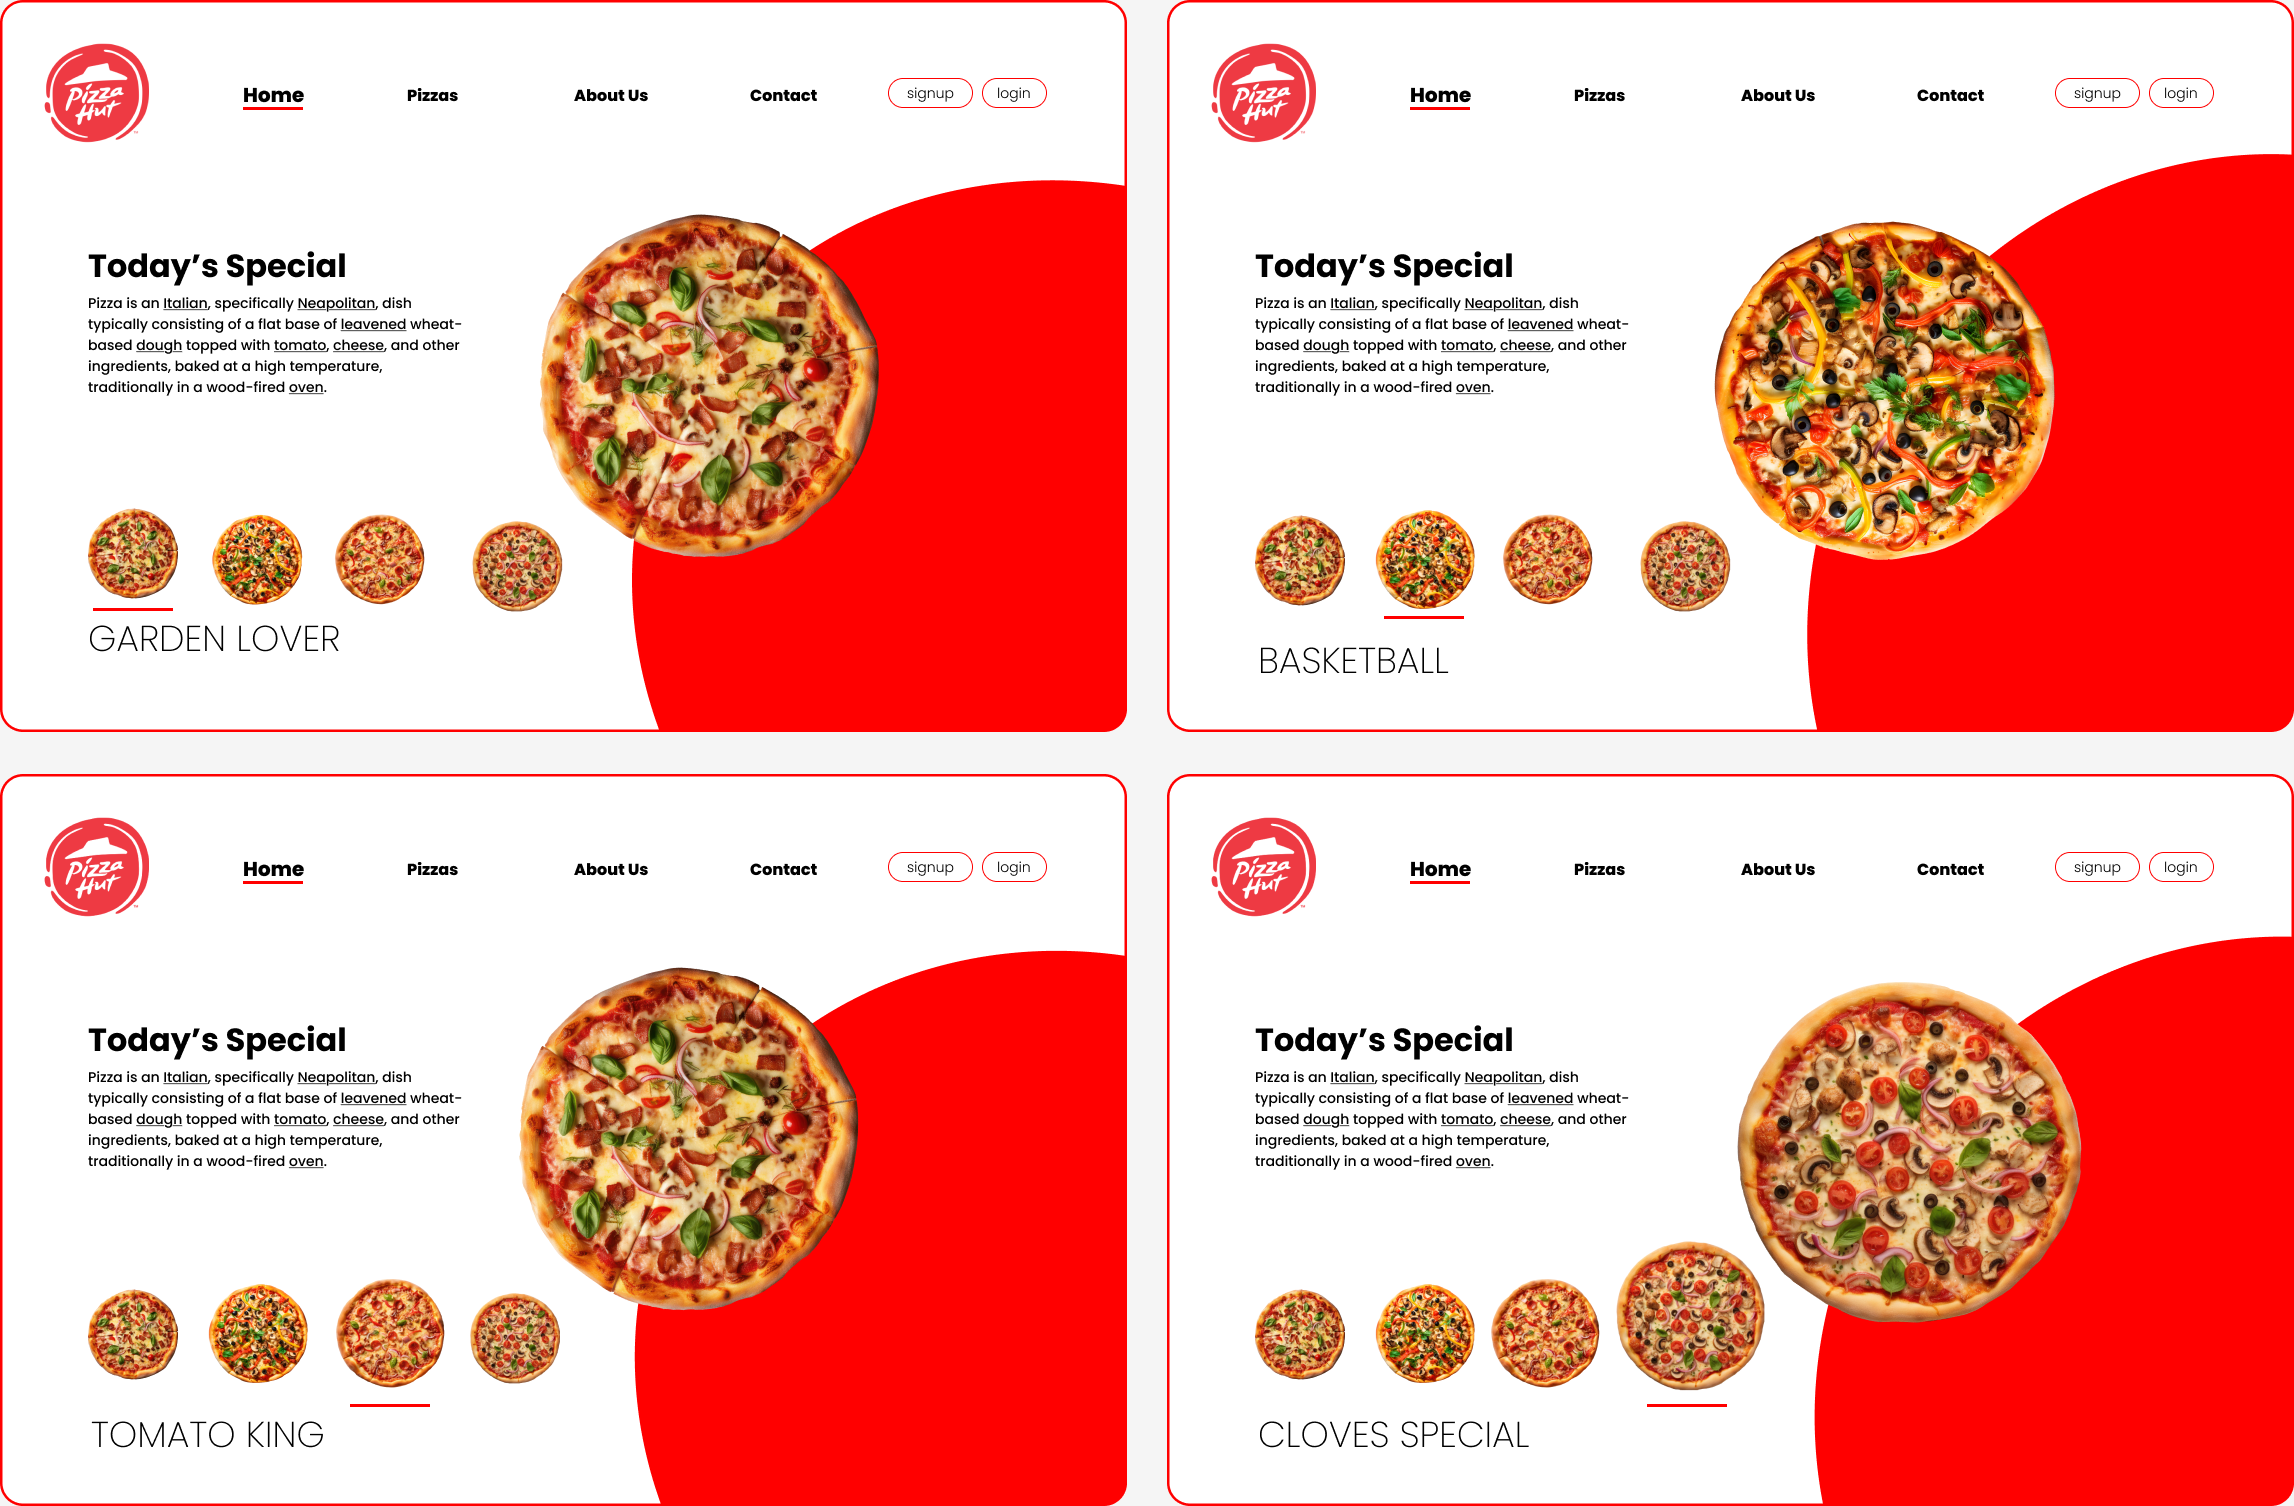 Pizza
Hut
Home
Pizzas
About Us
Contact
signup
login
Today’s Special
Pizza is an Italian, specifically Neapolitan, dish
typically consisting of a flat base of leavened wheat-
based dough topped with tomato, cheese, and other
ingredients, baked at a high temperature,
traditionally in a wood-fired oven.
GARDEN LOVER
Pizza
Hut
Home
Pizzas
About Us
Contact
signup
login
Today’s Special
Pizza is an Italian, specifically Neapolitan, dish
typically consisting of a flat base of leavened wheat-
based dough topped with tomato, cheese, and other
ingredients, baked at a high temperature,
traditionally in a wood-fired oven.
BASKETBALL
Pizza
Hut
Home
Pizzas
About Us
Contact
signup
login
Today’s Special
Pizza is an Italian, specifically Neapolitan, dish
typically consisting of a flat base of leavened wheat-
based dough topped with tomato, cheese, and other
ingredients, baked at a high temperature,
traditionally in a wood-fired oven.
TOMATO KING
Pizza
Hut
Home
Pizzas
About Us
Contact
signup
login
Today’s Special
Pizza is an Italian, specifically Neapolitan, dish
typically consisting of a flat base of leavened wheat-
based dough topped with tomato, cheese, and other
ingredients, baked at a high temperature,
traditionally in a wood-fired oven.
CLOVES SPECIAL